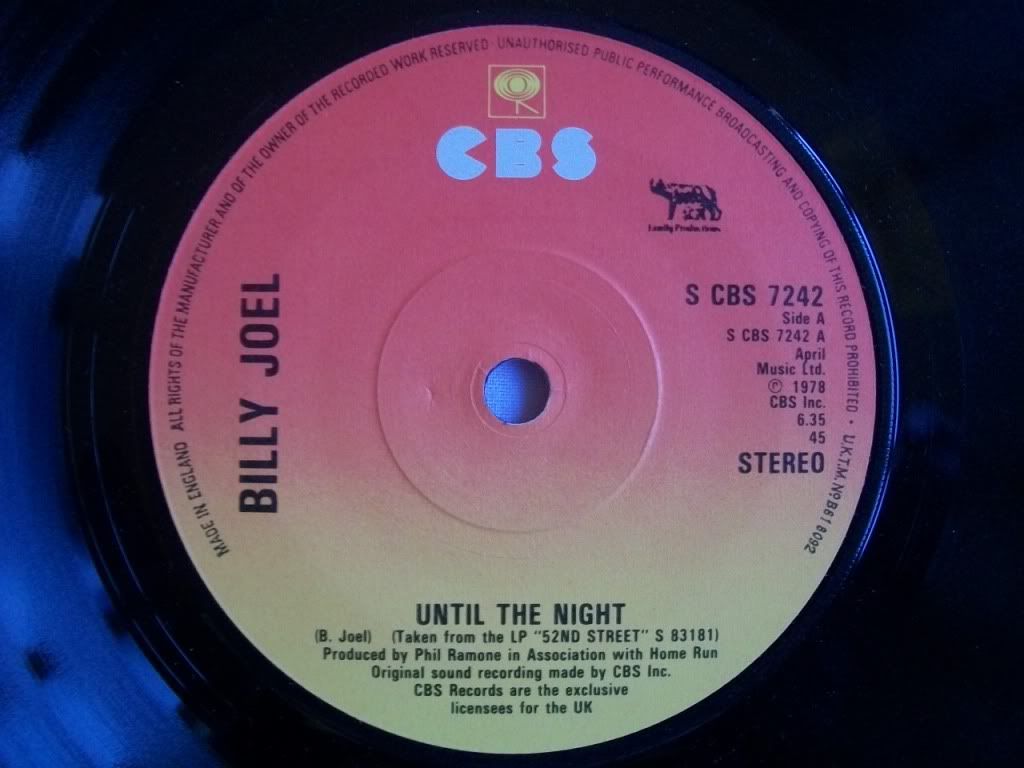 MADE IN ENGLAND ALL RIGHTS OF THE MANUFACTURER AND OF THE OWNER OF THE RECORDED WORK RESERVED · UNAUTHORISED PUBLIC PERFORMANCE BROADCASTING AND COPYING OF THIS RECORD PROHIBITED · U.K.T.M. Nº B618092
CBS
Family Productions
BILLY JOEL
S CBS 7242
Side A
S CBS 7242 A
April
Music Ltd.
℗ 1978
CBS Inc.
6.35
45
STEREO
UNTIL THE NIGHT
(B. Joel) (Taken from the LP "52ND STREET" S 83181)
Produced by Phil Ramone in Association with Home Run
Original sound recording made by CBS Inc.
CBS Records are the exclusive
licensees for the UK